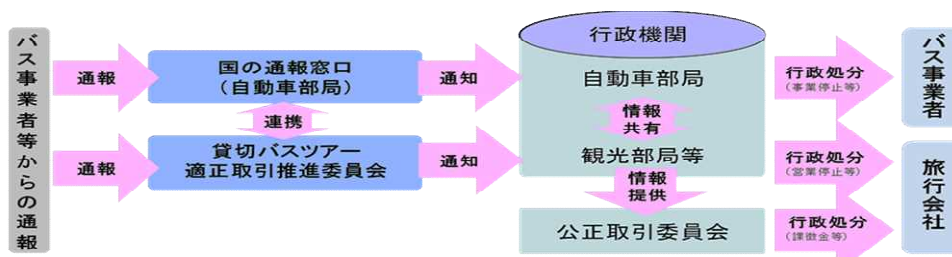 バス事業者等からの通報
通報
国の通報窓口
（自動車部局）
通知
連携
通報
貸切バスツアー
適正取引推進委員会
通知
行政機関
自動車部局
情報
共有
観光部局等
情報
提供
公正取引委員会
行政処分
（事業停止等）
行政処分
（営業停止等）
行政処分
（課徴金等）
バス事業者
旅行会社